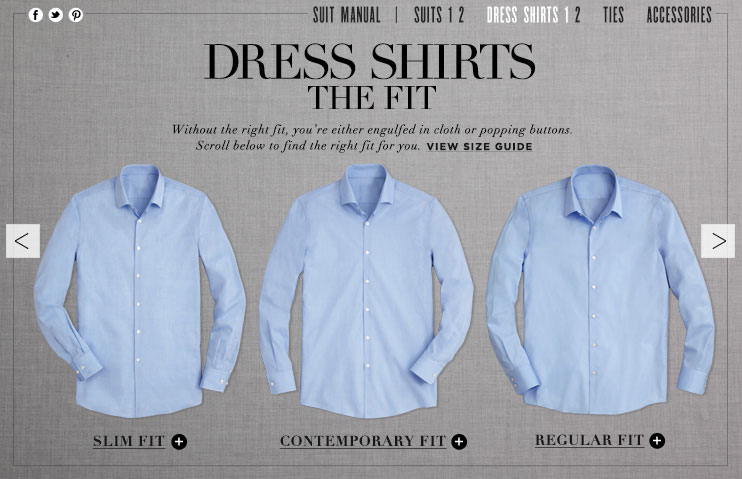 SUIT MANUAL | SUITS 1 2 DRESS SHIRTS 1 2 TIES ACCESSORIES
DRESS SHIRTS
THE FIT
Without the right fit, you're either engulfed in cloth or popping buttons.
Scroll below to find the right fit for you. VIEW SIZE GUIDE
< >
SLIM FIT + CONTEMPORARY FIT + REGULAR FIT +